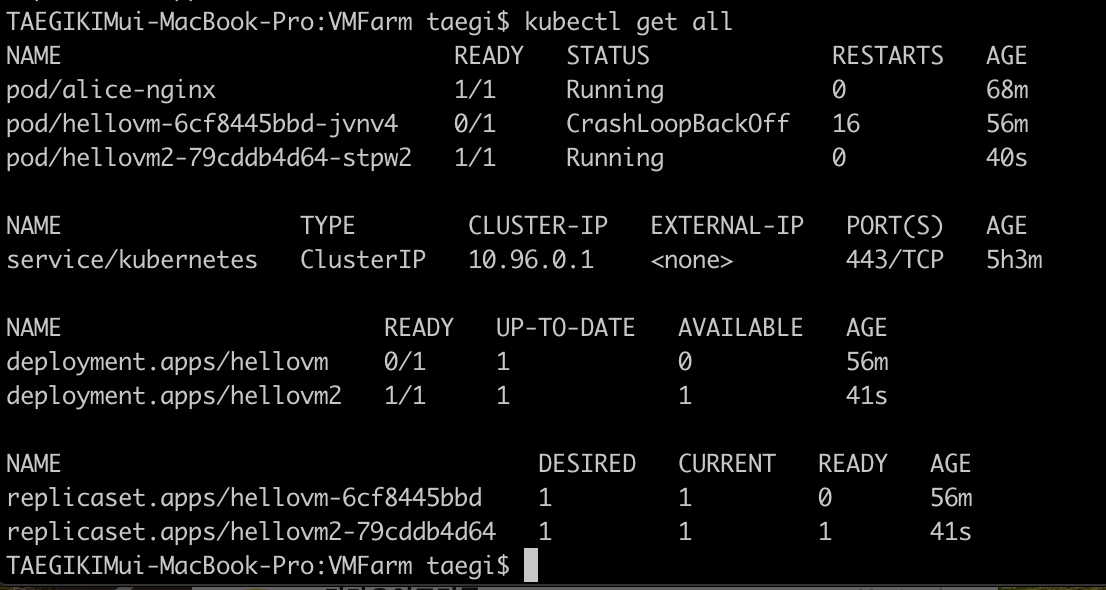 TAEGIKIMui-MacBook-Pro:VMFarm taegi$ kubectl get all
NAME READY STATUS RESTARTS AGE
pod/alice-nginx 1/1 Running 0 68m
pod/hellovm-6cf8445bbd-jvnv4 0/1 CrashLoopBackOff 16 56m
pod/hellovm2-79cddb4d64-stpw2 1/1 Running 0 40s
NAME TYPE CLUSTER-IP EXTERNAL-IP PORT(S) AGE
service/kubernetes ClusterIP 10.96.0.1 <none> 443/TCP 5h3m
NAME READY UP-TO-DATE AVAILABLE AGE
deployment.apps/hellovm 0/1 1 0 56m
deployment.apps/hellovm2 1/1 1 1 41s
NAME DESIRED CURRENT READY AGE
replicaset.apps/hellovm-6cf8445bbd 1 1 0 56m
replicaset.apps/hellovm2-79cddb4d64 1 1 1 41s
TAEGIKIMui-MacBook-Pro:VMFarm taegi$